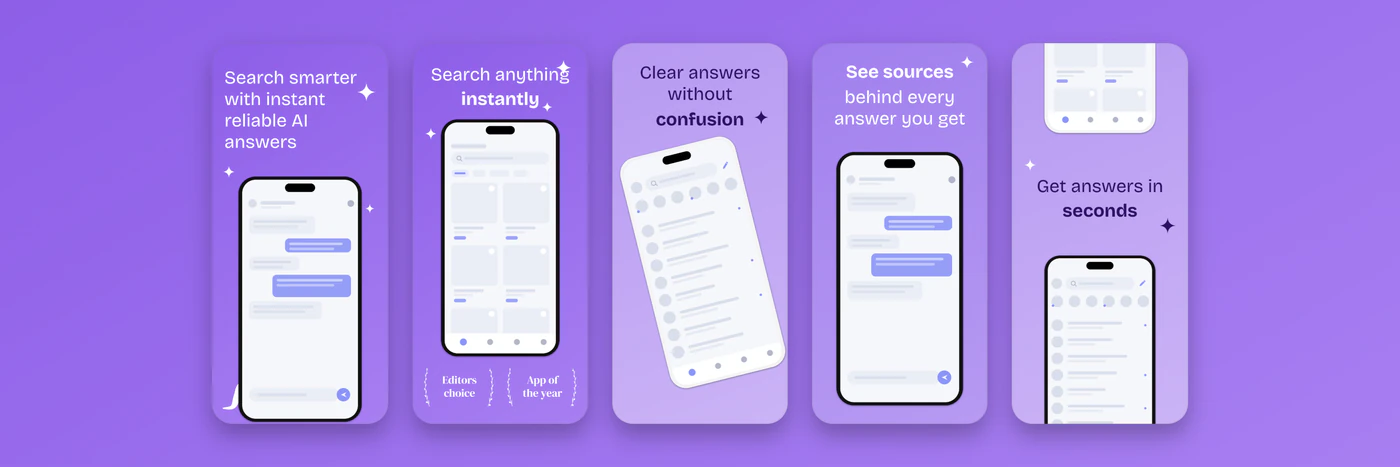 Search smarter
with instant
reliable AI
answers
Search anything
instantly
Editors
choice
App of
the year
Clear answers
without
confusion
See sources
behind every
answer you get
Get answers in
seconds